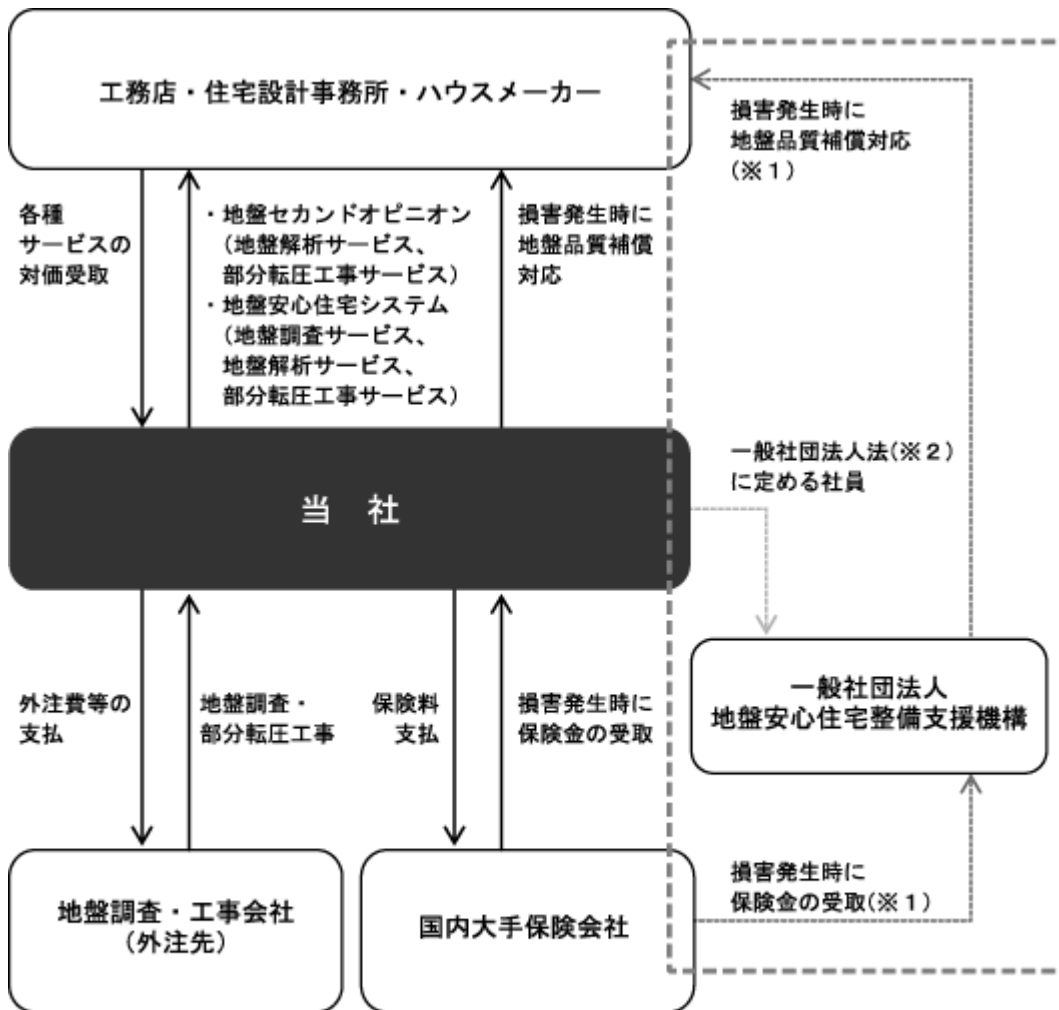 工務店・住宅設計事務所・ハウスメーカー
損害発生時に
地盤品質補償対応
(※１)
各種
サービスの
対価受取
・地盤セカンドオピニオン
（地盤解析サービス、
部分転圧工事サービス）
・地盤安心住宅システム
（地盤調査サービス、
地盤解析サービス、
部分転圧工事サービス）
損害発生時に
地盤品質補償
対応
当　社
一般社団法人法(※２)
に定める社員
外注費等の
支払
地盤調査・
部分転圧工事
保険料
支払
損害発生時に
保険金の受取
一般社団法人
地盤安心住宅整備支援機構
地盤調査・工事会社
（外注先）
国内大手保険会社
損害発生時に
保険金の受取(※１)